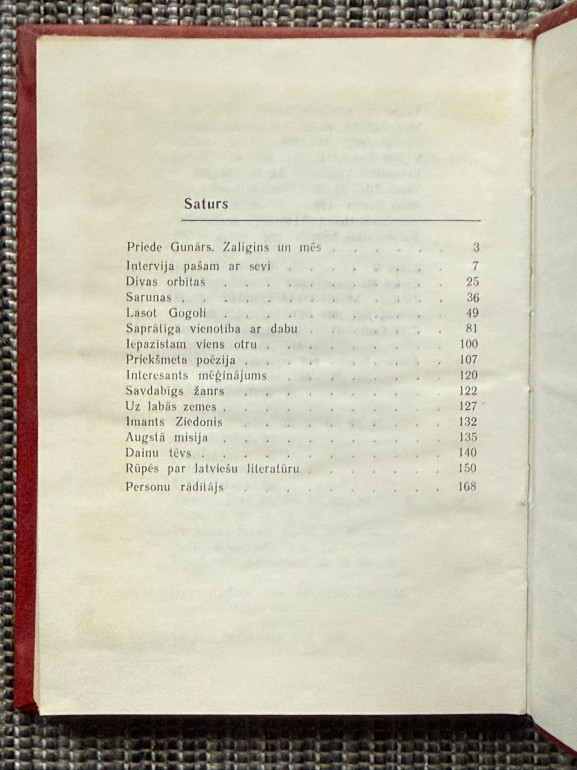 Saturs
Priede Gunārs. Zaligins un mēs . . . . . . 3
Intervija pašam ar sevi . . . . . . . . 7
Divas orbītas . . . . . . . . . . 25
Sarunas . . . . . . . . . . . 36
Lasot Gogoli . . . . . . . . . . 49
Saprātīga vienotība ar dabu . . . . . . 81
Iepazīstam viens otru . . . . . . . . 100
Priekšmeta poēzija . . . . . . . . . 107
Interesants mēģinājums . . . . . . . 120
Savdabīgs žanrs . . . . . . . . . 122
Uz labās zemes . . . . . . . . . . 127
Imants Ziedonis . . . . . . . . . 132
Augstā misija . . . . . . . . . . 135
Dainu tēvs . . . . . . . . . . . 140
Rūpēs par latviešu literatūru . . . . . . 150
Personu rādītājs . . . . . . . . . 168